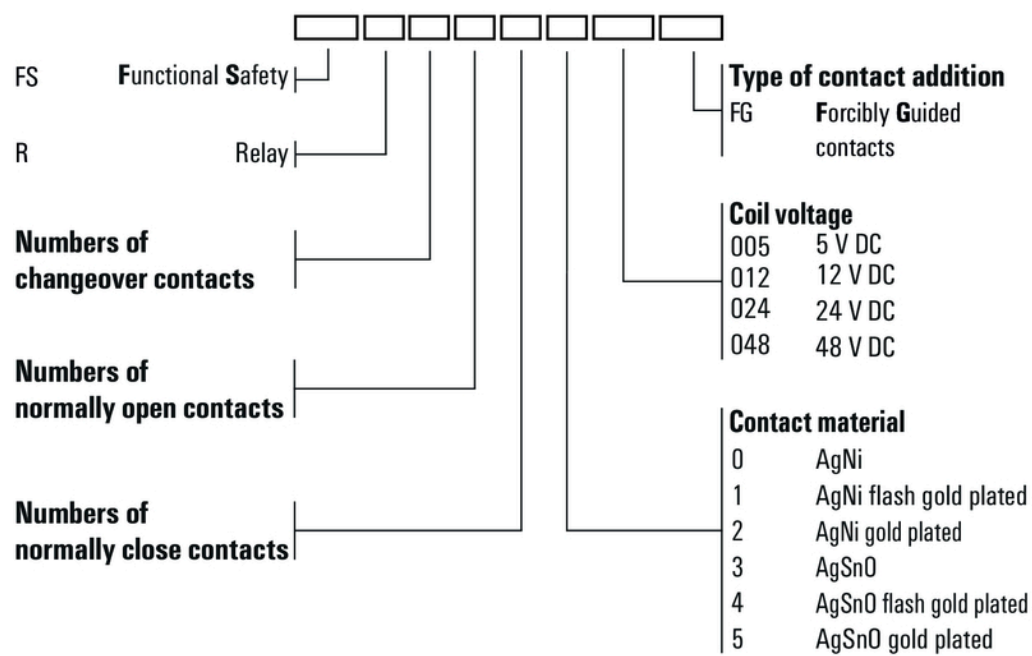 FS Functional Safety
R Relay
Numbers of
changeover contacts
Numbers of
normally open contacts
Numbers of
normally close contacts
Type of contact addition
FG Forcibly Guided
contacts
Coil voltage
005 5 V DC
012 12 V DC
024 24 V DC
048 48 V DC
Contact material
0 AgNi
1 AgNi flash gold plated
2 AgNi gold plated
3 AgSnO
4 AgSnO flash gold plated
5 AgSnO gold plated